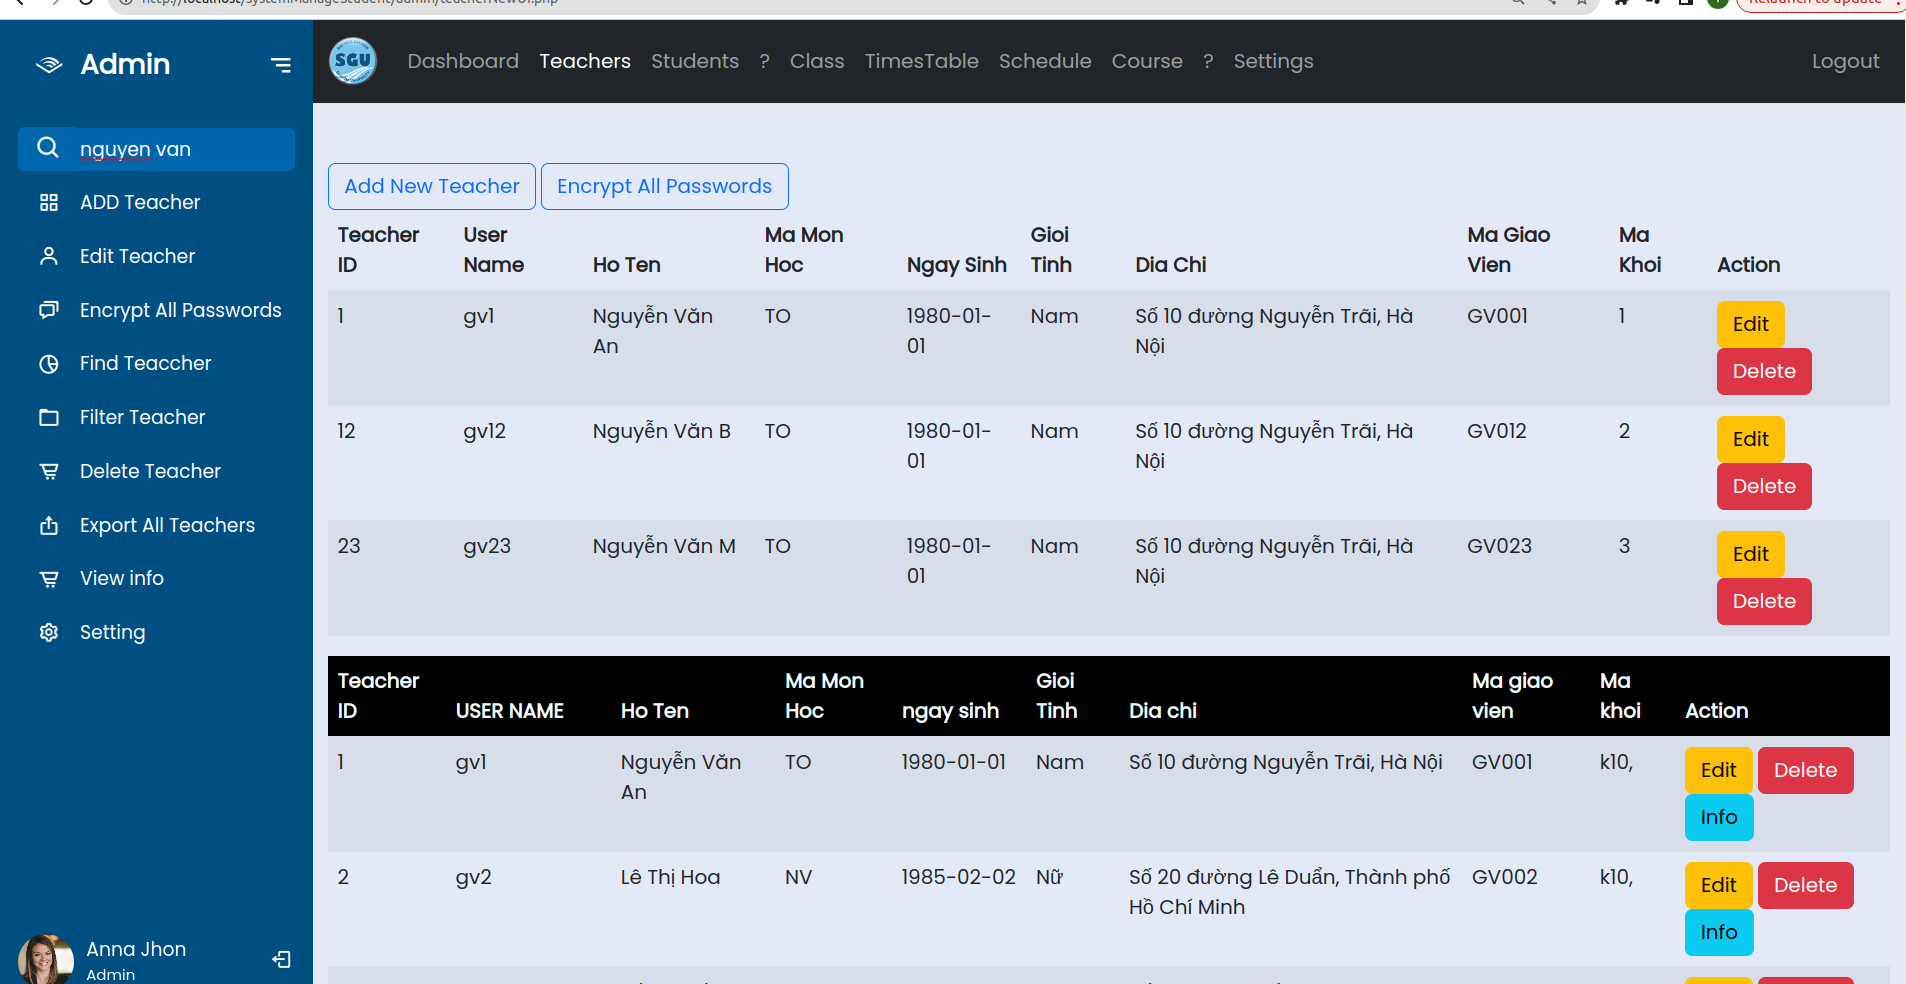 Admin
nguyen van
ADD Teacher
Edit Teacher
Encrypt All Passwords
Find Teaccher
Filter Teacher
Delete Teacher
Export All Teachers
View info
Setting
Anna Jhon
Admin
SGU
Dashboard Teachers Students ? Class TimesTable Schedule Course ? Settings Logout
Add New Teacher Encrypt All Passwords
Teacher User Ma Mon Gioi Ma Giao Ma
ID Name Ho Ten Hoc Ngay Sinh Tinh Dia Chi Vien Khoi Action
1 gv1 Nguyễn Văn TO 1980-01- Nam Số 10 đường Nguyễn Trãi, Hà GV001 1 Edit
An 01 Nội
Delete
12 gv12 Nguyễn Văn B TO 1980-01- Nam Số 10 đường Nguyễn Trãi, Hà GV012 2 Edit
01 Nội
Delete
23 gv23 Nguyễn Văn M TO 1980-01- Nam Số 10 đường Nguyễn Trãi, Hà GV023 3 Edit
01 Nội
Delete
Teacher Ma Mon Gioi Ma giao Ma
ID USER NAME Ho Ten Hoc ngay sinh Tinh Dia chi vien khoi Action
1 gv1 Nguyễn Văn TO 1980-01-01 Nam Số 10 đường Nguyễn Trãi, Hà Nội GV001 k10, Edit Delete
An Info
2 gv2 Lê Thị Hoa NV 1985-02-02 Nữ Số 20 đường Lê Duẩn, Thành phố GV002 k10, Edit Delete
Hồ Chí Minh Info